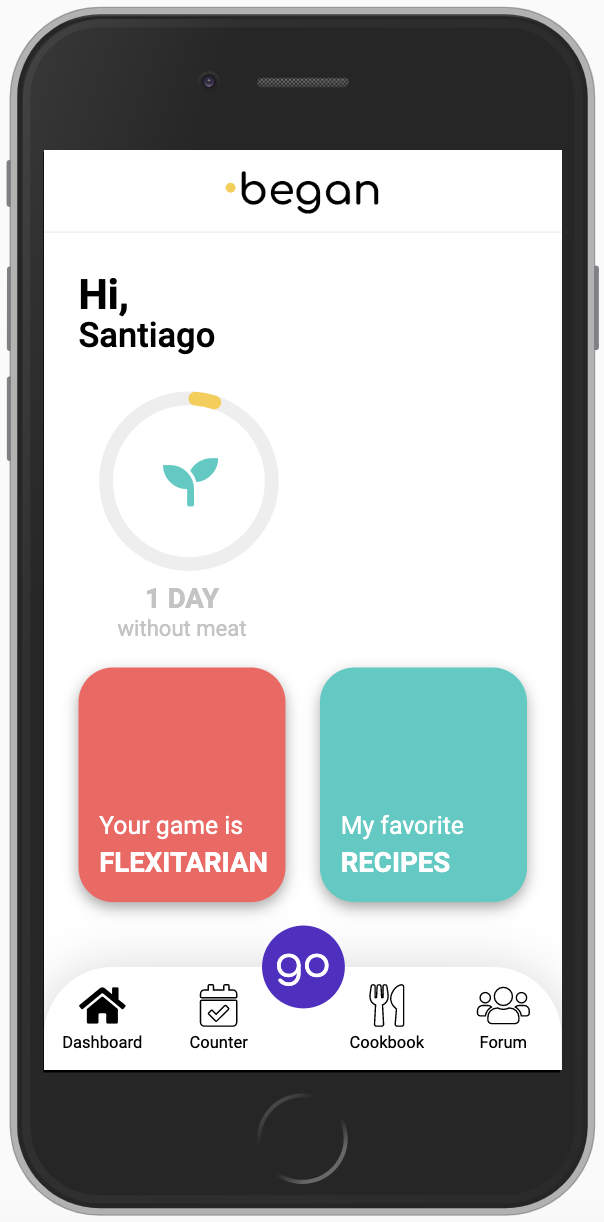 began
Hi,
Santiago
1 DAY
without meat
Your game is
FLEXITARIAN
My favorite
RECIPES
go
Dashboard
Counter
Cookbook
Forum